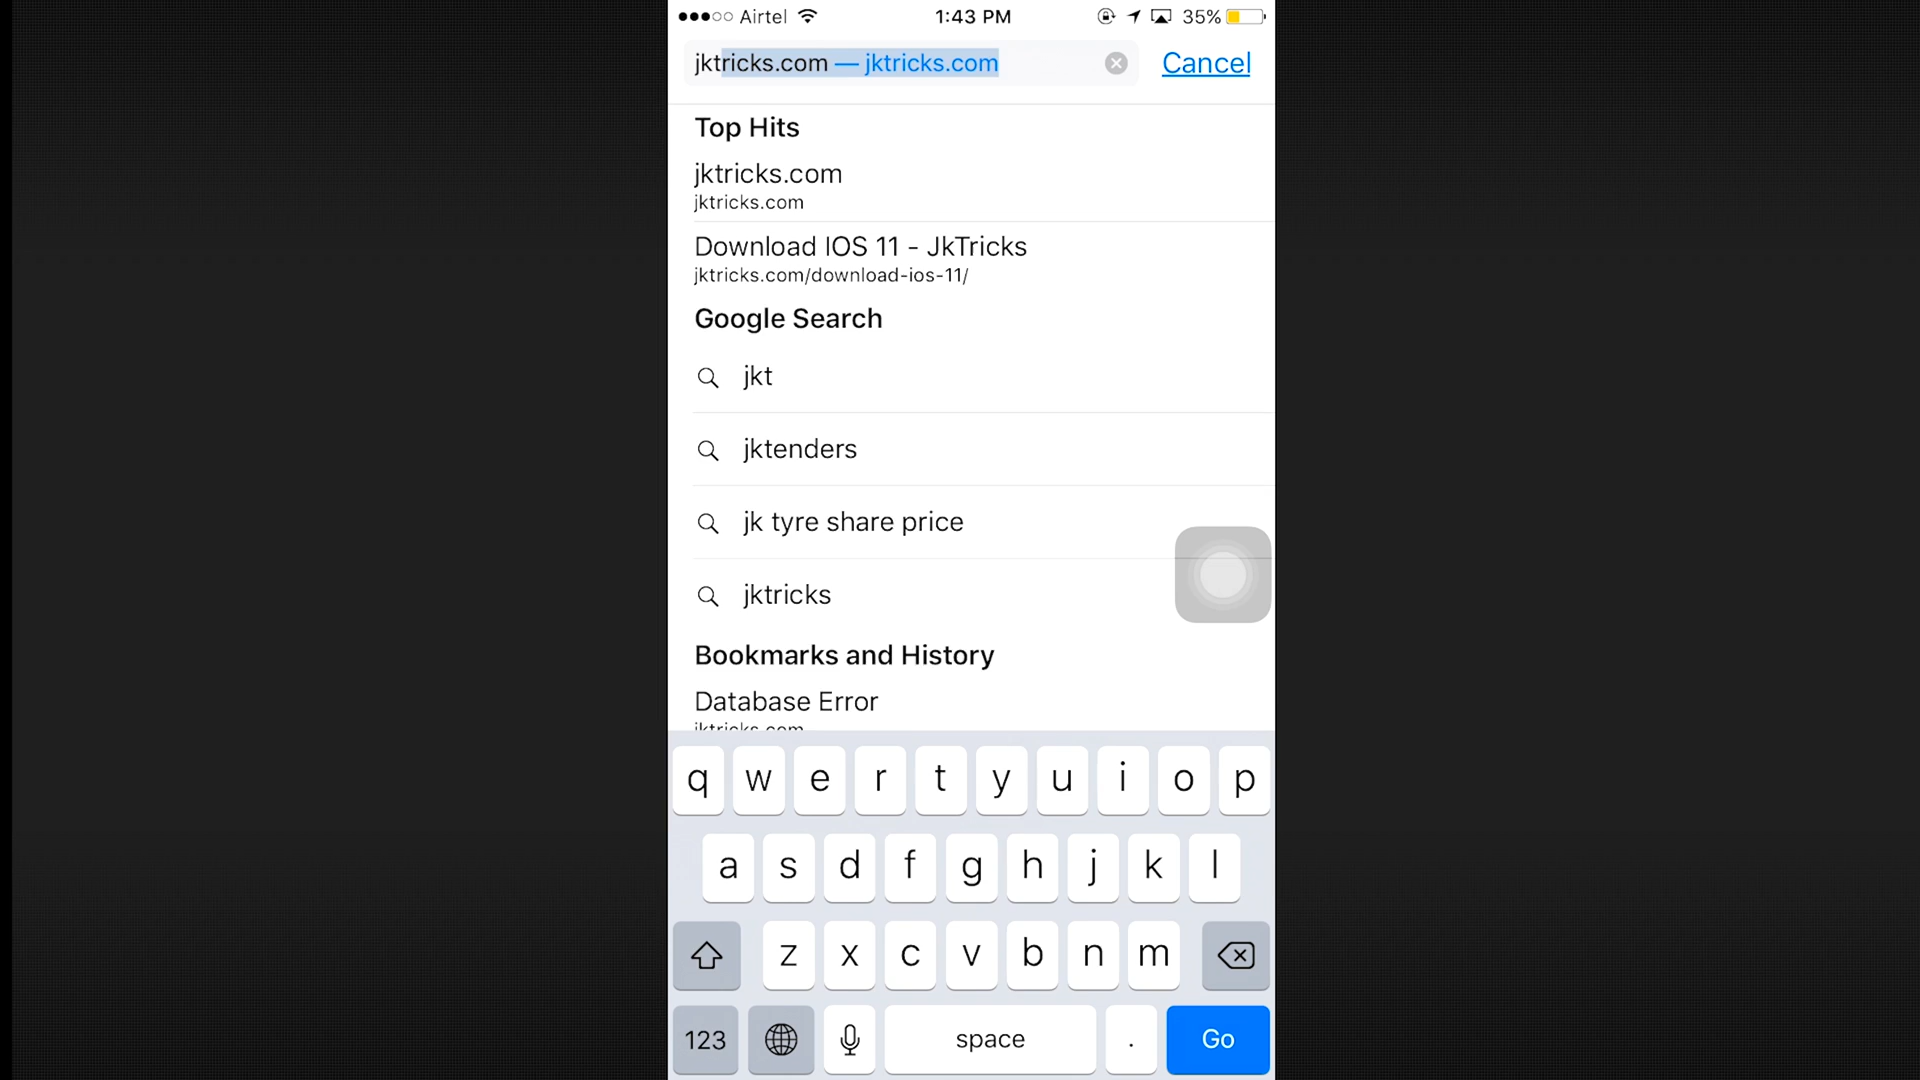 Airtel 1:43 PM 35%
jktricks.com — jktricks.com Cancel
Top Hits
jktricks.com
jktricks.com
Download IOS 11 - JkTricks
jktricks.com/download-ios-11/
Google Search
jkt
jktenders
jk tyre share price
jktricks
Bookmarks and History
Database Error
jktricks.com
q w e r t y u i o p
a s d f g h j k l
z x c v b n m
123 space . Go